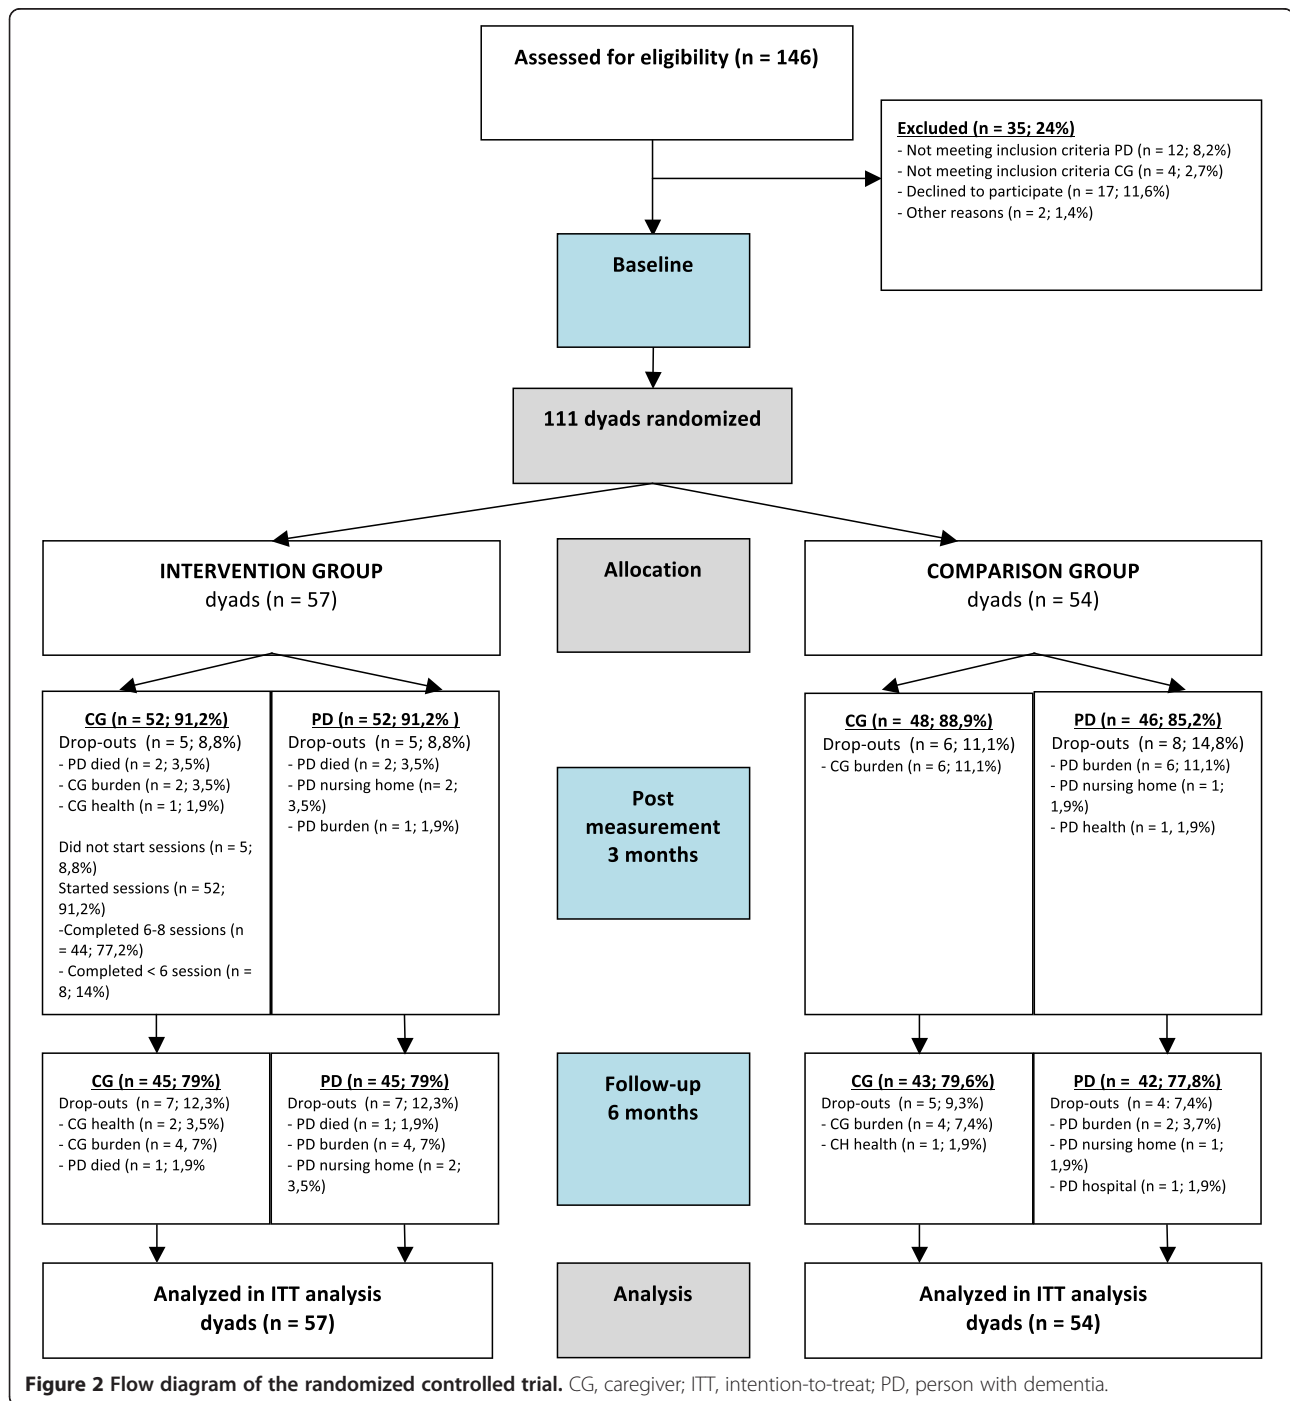 Assessed for eligibility (n = 146)
Excluded (n = 35; 24%)
- Not meeting inclusion criteria PD (n = 12; 8,2%)
- Not meeting inclusion criteria CG (n = 4; 2,7%)
- Declined to participate (n = 17; 11,6%)
- Other reasons (n = 2; 1,4%)
Baseline
111 dyads randomized
INTERVENTION GROUP
dyads (n = 57)
Allocation
COMPARISON GROUP
dyads (n = 54)
CG (n = 52; 91,2%)
Drop-outs (n = 5; 8,8%)
- PD died (n = 2; 3,5%)
- CG burden (n = 2; 3,5%)
- CG health (n = 1; 1,9%)
Did not start sessions (n = 5;
8,8%)
Started sessions (n = 52;
91,2%)
-Completed 6-8 sessions (n
= 44; 77,2%)
- Completed < 6 session (n =
8; 14%)
PD (n = 52; 91,2% )
Drop-outs (n = 5; 8,8%)
- PD died (n = 2; 3,5%)
- PD nursing home (n= 2;
3,5%)
- PD burden (n = 1; 1,9%)
Post
measurement
3 months
CG (n = 48; 88,9%)
Drop-outs (n = 6; 11,1%)
- CG burden (n = 6; 11,1%)
PD (n = 46; 85,2%)
Drop-outs (n = 8; 14,8%)
- PD burden (n = 6; 11,1%)
- PD nursing home (n = 1;
1,9%)
- PD health (n = 1, 1,9%)
CG (n = 45; 79%)
Drop-outs (n = 7; 12,3%)
- CG health (n = 2; 3,5%)
- CG burden (n = 4, 7%)
- PD died (n = 1; 1,9%
PD (n = 45; 79%)
Drop-outs (n = 7; 12,3%)
- PD died (n = 1; 1,9%)
- PD burden (n = 4, 7%)
- PD nursing home (n = 2;
3,5%)
Follow-up
6 months
CG (n = 43; 79,6%)
Drop-outs (n = 5; 9,3%)
- CG burden (n = 4; 7,4%)
- CH health (n = 1; 1,9%)
PD (n = 42; 77,8%)
Drop-outs (n = 4: 7,4%)
- PD burden (n = 2; 3,7%)
- PD nursing home (n = 1;
1,9%)
- PD hospital (n = 1; 1,9%)
Analyzed in ITT analysis
dyads (n = 57)
Analysis
Analyzed in ITT analysis
dyads (n = 54)
Figure 2 Flow diagram of the randomized controlled trial. CG, caregiver; ITT, intention-to-treat; PD, person with dementia.